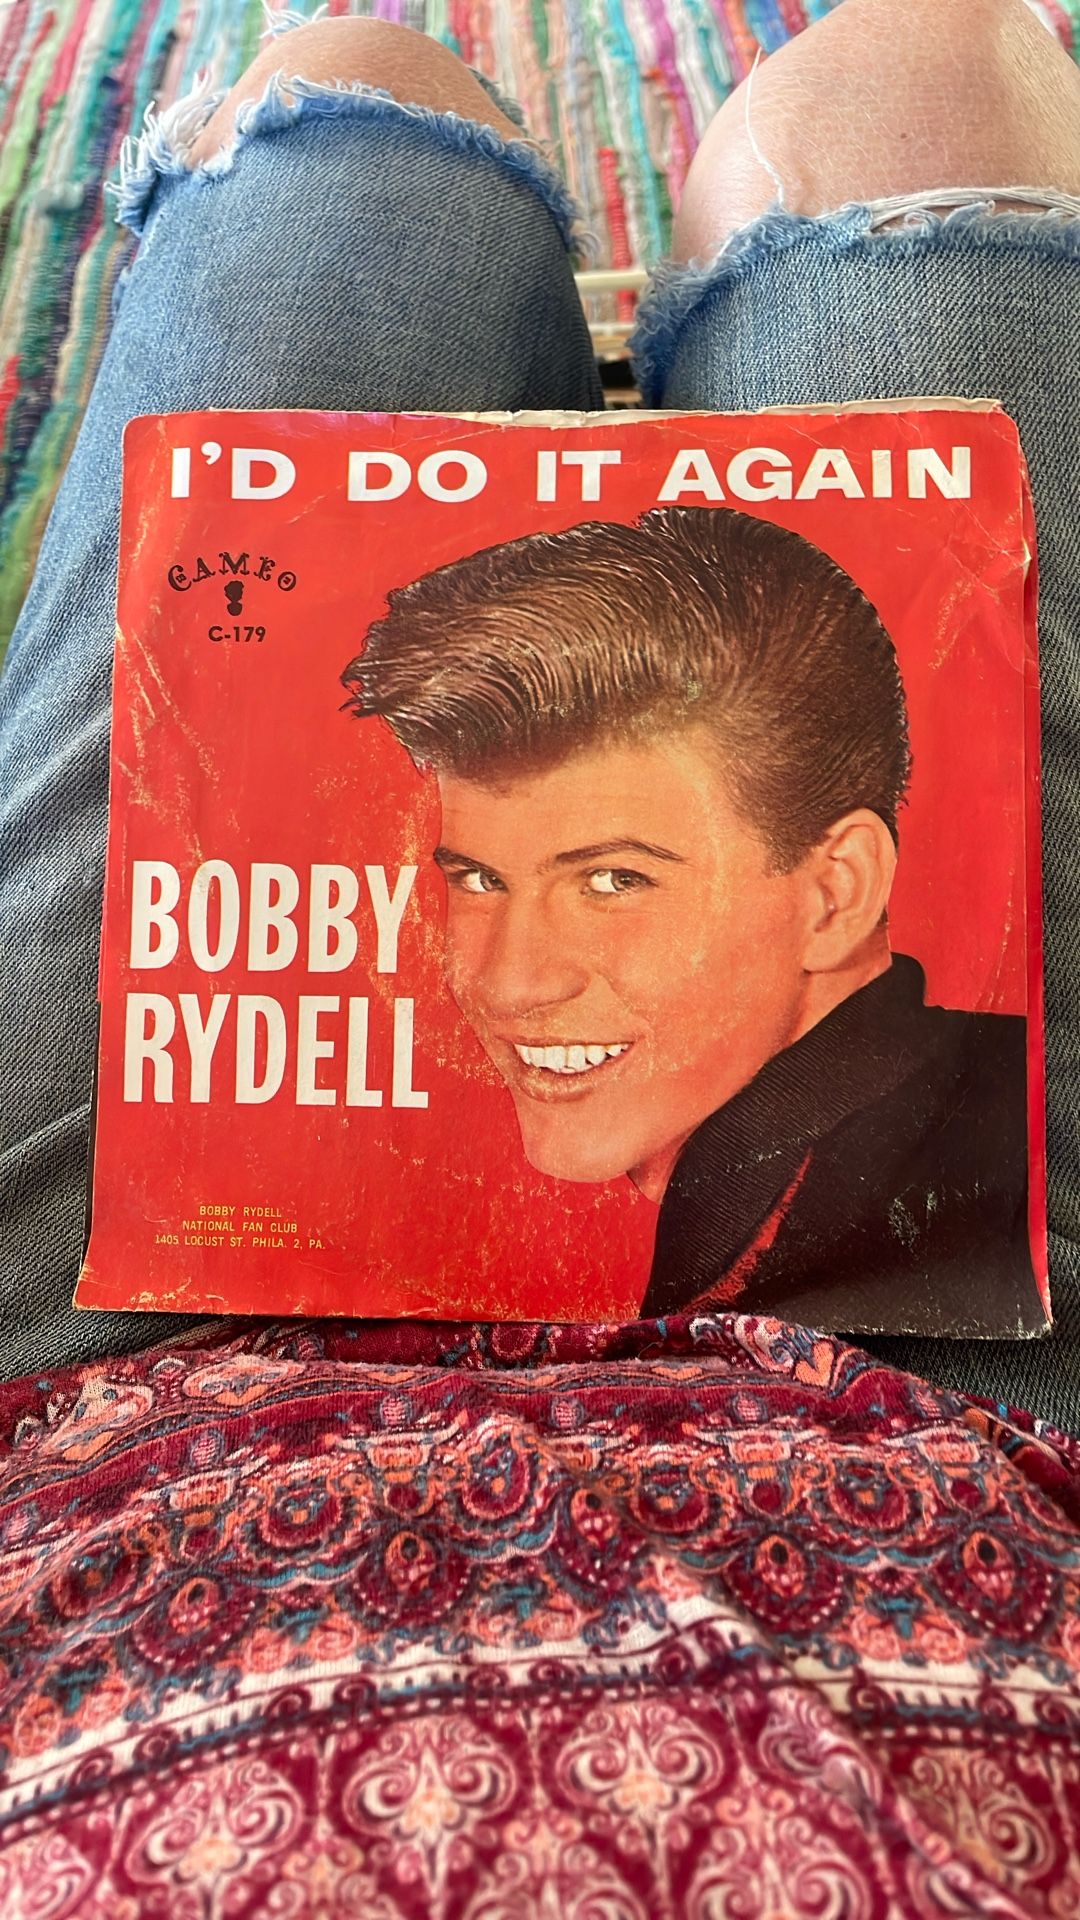 I'D DO IT AGAIN
CAMEO
C-179
BOBBY
RYDELL
BOBBY RYDELL
NATIONAL FAN CLUB
1405 LOCUST ST. PHILA. 2, PA.